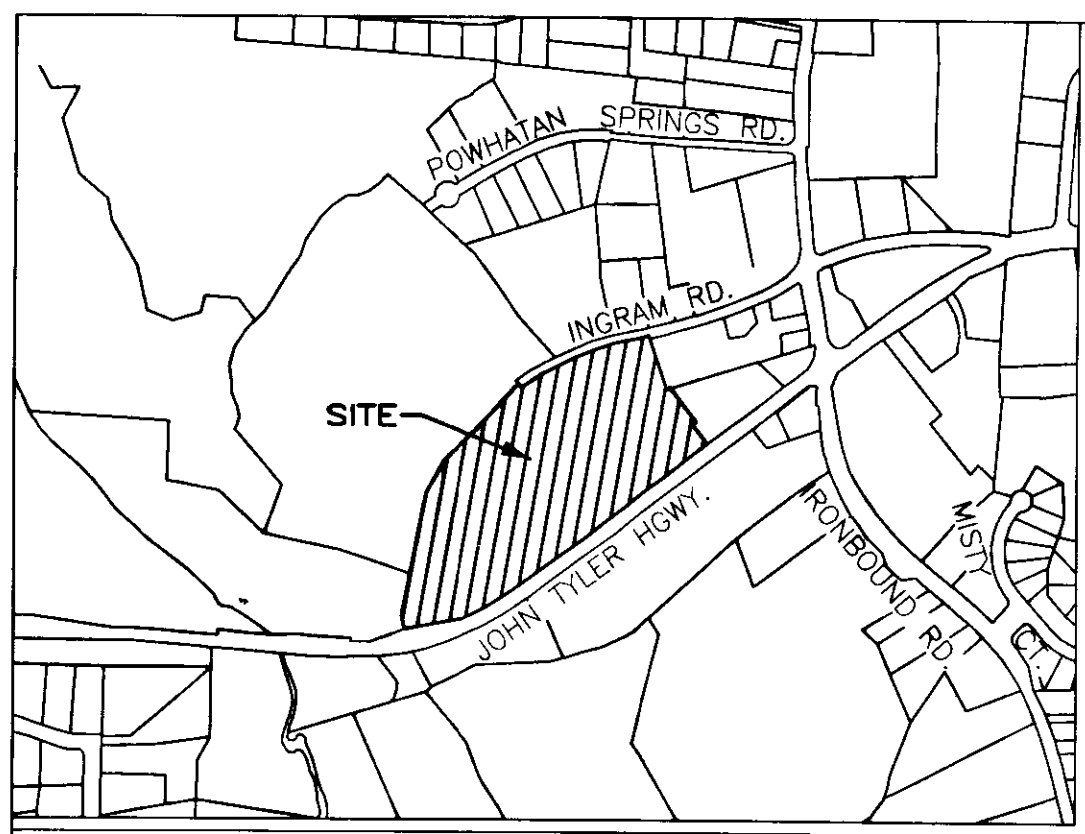 POWHATAN SPRINGS RD.
INGRAM RD.
SITE
JOHN TYLER HGWY.
IRONBOUND RD.
MISTY CT.